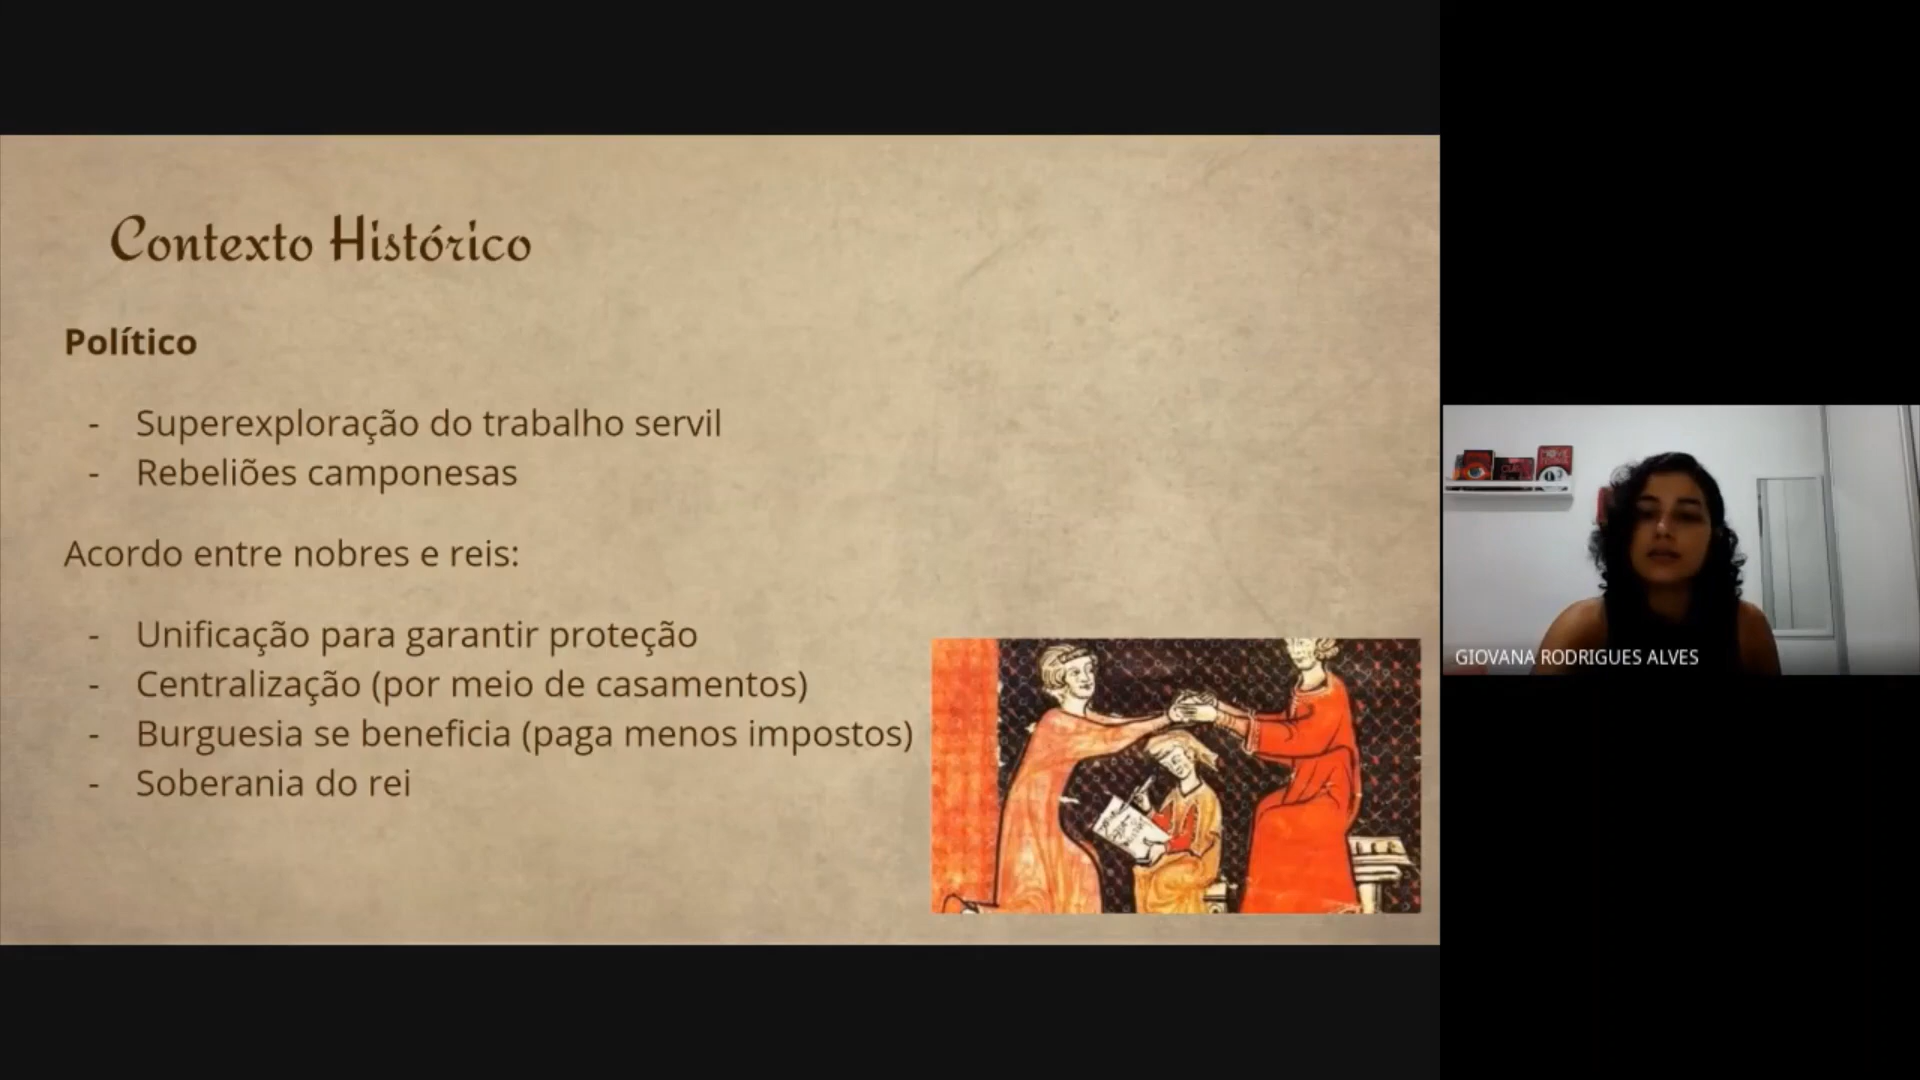 Contexto Histórico
Político
- Superexploração do trabalho servil
- Rebeliões camponesas
Acordo entre nobres e reis:
- Unificação para garantir proteção
- Centralização (por meio de casamentos)
- Burguesia se beneficia (paga menos impostos)
- Soberania do rei
GIOVANA RODRIGUES ALVES